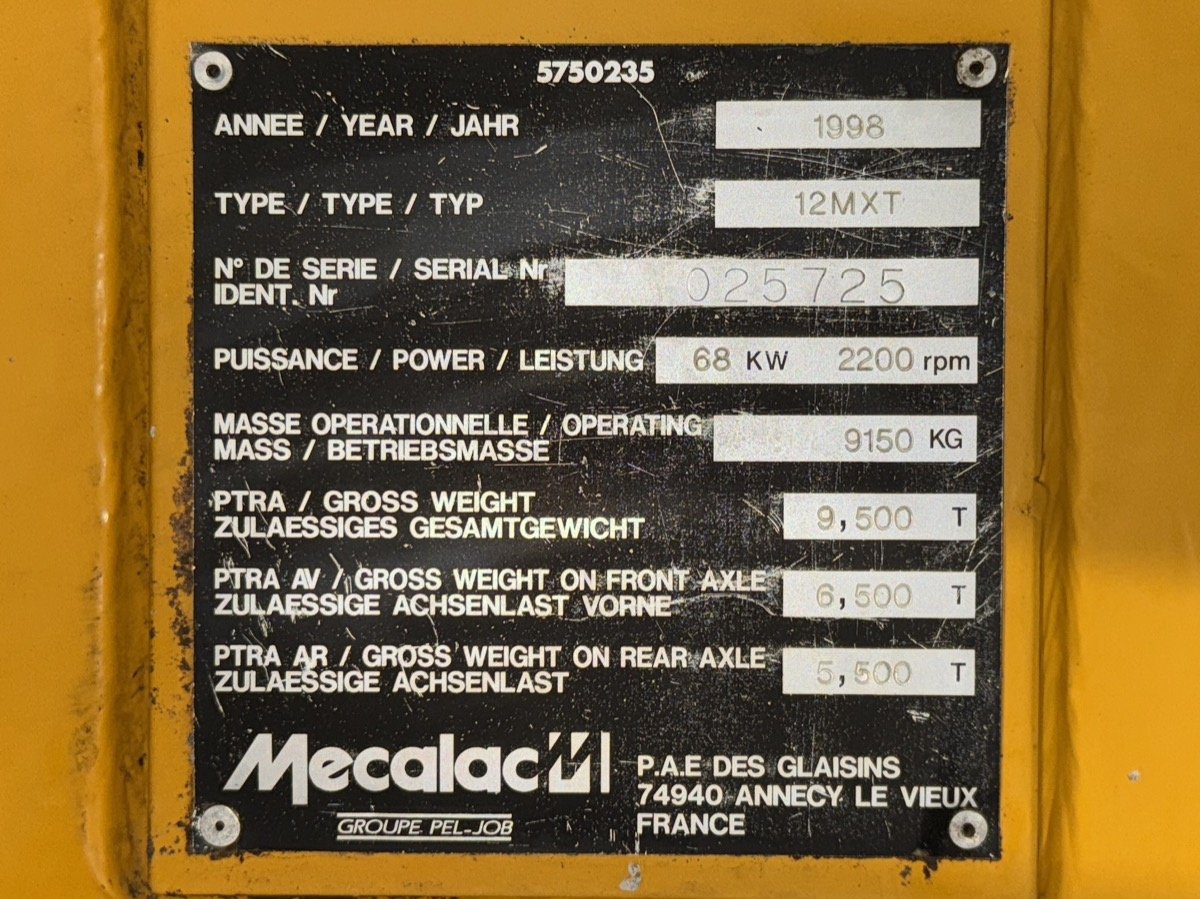 5750235
ANNEE / YEAR / JAHR 1998
TYPE / TYPE / TYP 12MXT
N° DE SERIE / SERIAL Nr 025725
IDENT. Nr
PUISSANCE / POWER / LEISTUNG 68 KW 2200 rpm
MASSE OPERATIONNELLE / OPERATING 9150 KG
MASS / BETRIEBSMASSE
PTRA / GROSS WEIGHT 9,500 T
ZULAESSIGES GESAMTGEWICHT
PTRA AV / GROSS WEIGHT ON FRONT AXLE 6,500 T
ZULAESSIGE ACHSENLAST VORNE
PTRA AR / GROSS WEIGHT ON REAR AXLE 5,500 T
ZULAESSIGE ACHSENLAST
Mecalac
GROUPE PEL-JOB
P.A.E DES GLAISINS
74940 ANNECY LE VIEUX
FRANCE